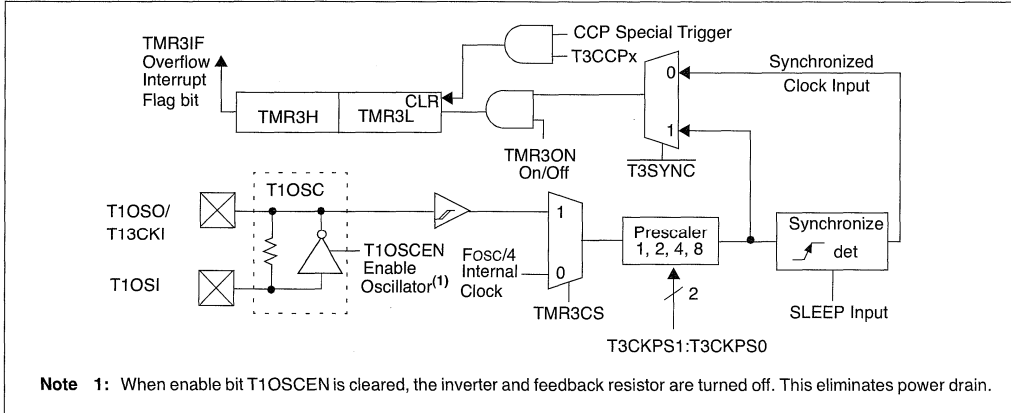 TMR3IF
Overflow
Interrupt
Flag bit
CCP Special Trigger
T3CCPx
CLR
TMR3H
TMR3L
TMR3ON
On/Off
0
1
T3SYNC
Synchronized
Clock Input
T1OSC
T1OSO/
T13CKI
T1OSI
T1OSCEN
Enable
Oscillator(1)
FOSC/4
Internal
Clock
1
0
TMR3CS
Prescaler
1, 2, 4, 8
2
T3CKPS1:T3CKPS0
Synchronize
det
SLEEP Input
Note 1: When enable bit T1OSCEN is cleared, the inverter and feedback resistor are turned off. This eliminates power drain.